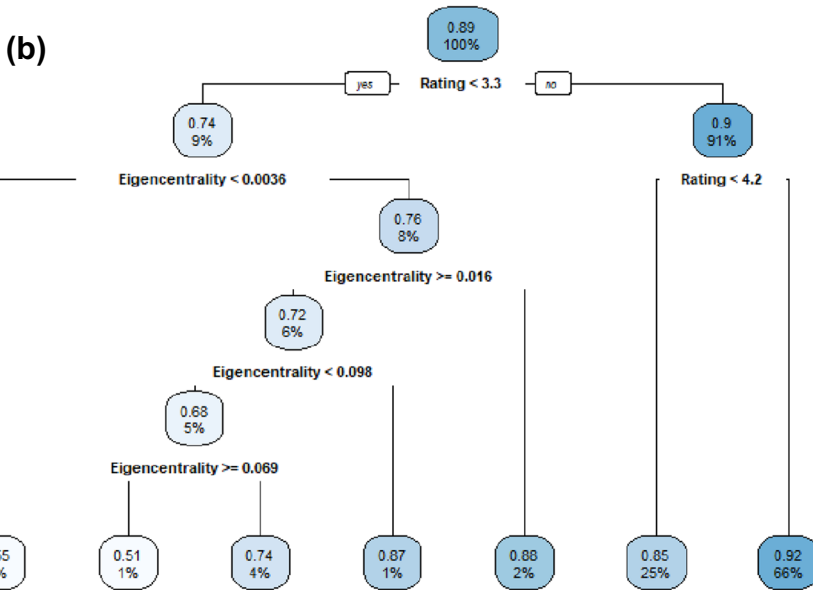 (b)
0.89
100%
yes
Rating < 3.3
no
0.74
9%
0.9
91%
Eigencentrality < 0.0036
Rating < 4.2
0.76
8%
Eigencentrality >= 0.016
0.72
6%
Eigencentrality < 0.098
0.68
5%
Eigencentrality >= 0.069
0.51
1%
0.74
4%
0.87
1%
0.88
2%
0.85
25%
0.92
66%